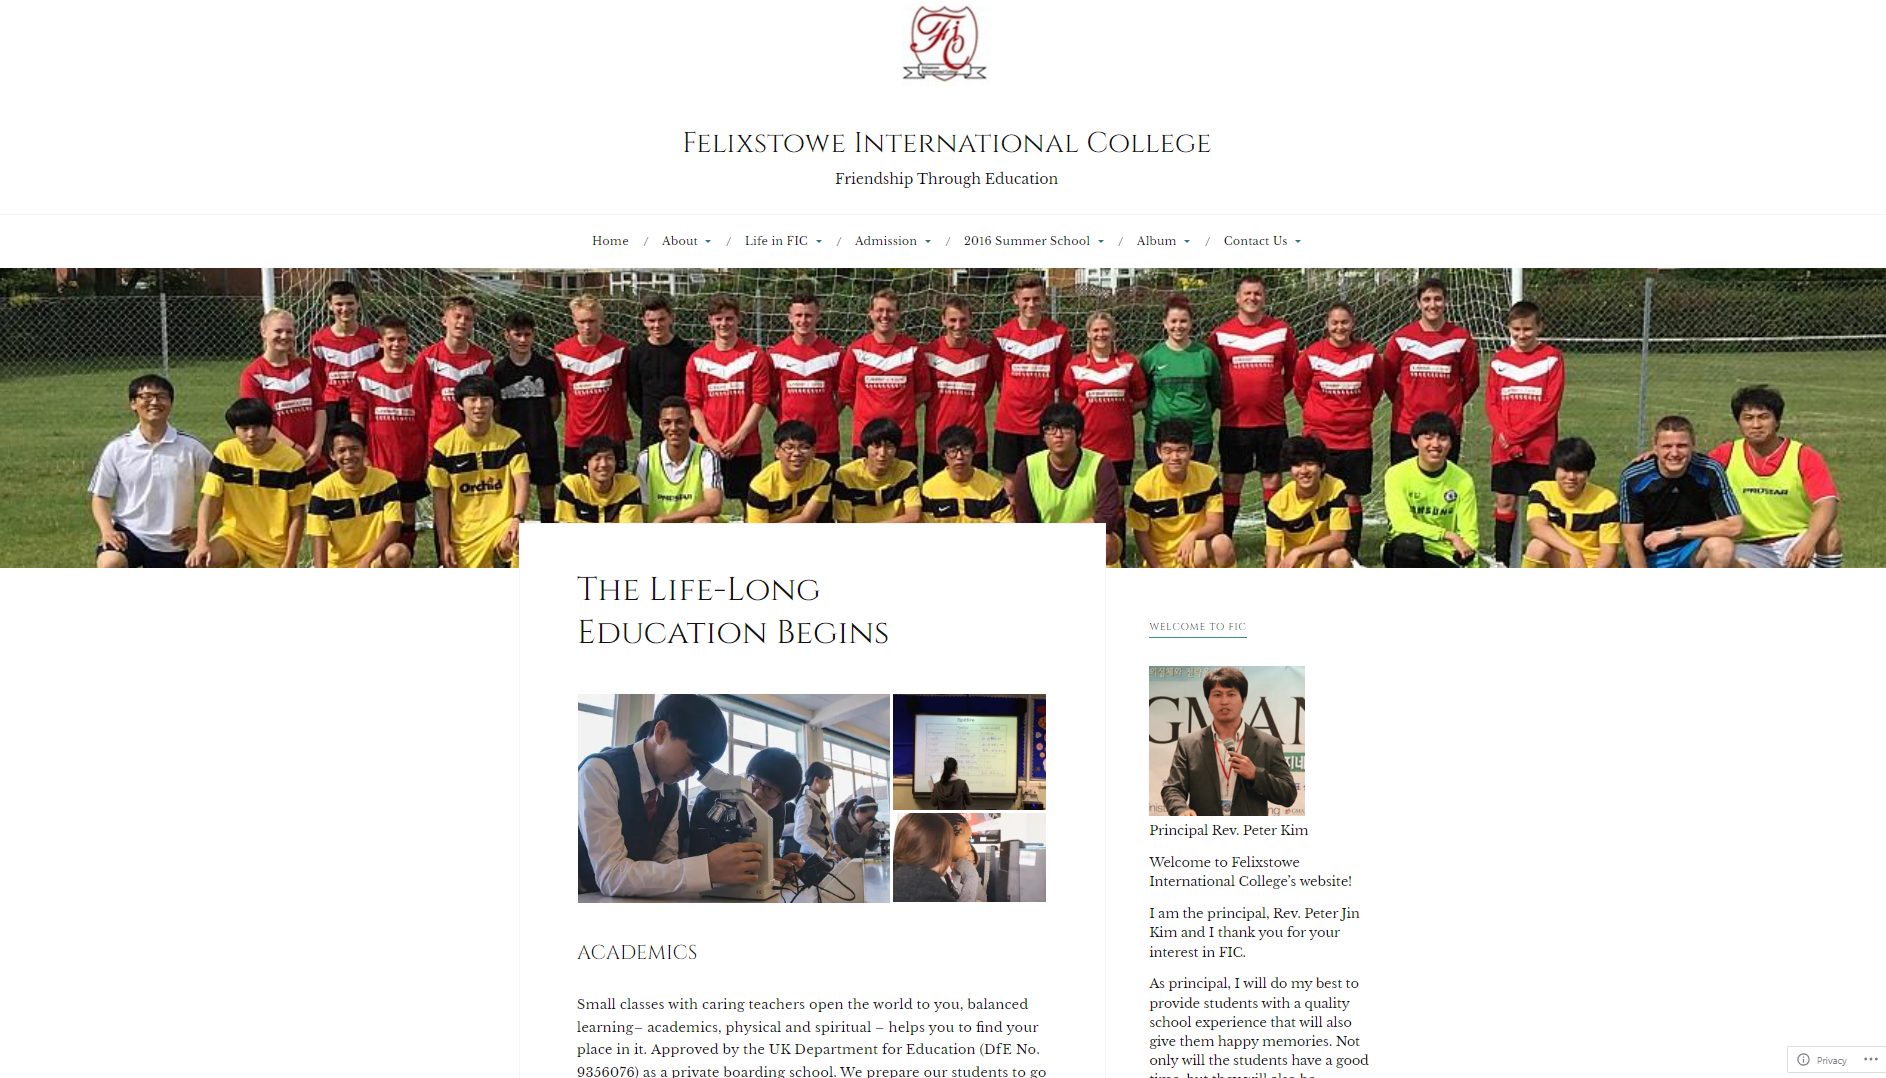 FiC
Felixstowe International College
Friendship Through Education
Home / About / Life in FIC / Admission / 2016 Summer School / Album / Contact Us
Orchid
PROSTAR
SAMSUNG
PROSTAR
The Life-Long
Education Begins
WELCOME TO FIC
Spitfire
GMAN
Principal Rev. Peter Kim
Welcome to Felixstowe
International College's website!
I am the principal, Rev. Peter Jin
Kim and I thank you for your
interest in FIC.
As principal, I will do my best to
provide students with a quality
school experience that will also
give them happy memories. Not
only will the students have a good
ACADEMICS
Small classes with caring teachers open the world to you, balanced
learning– academics, physical and spiritual – helps you to find your
place in it. Approved by the UK Department for Education (DfE No.
9356076) as a private boarding school. We prepare our students to go
Privacy